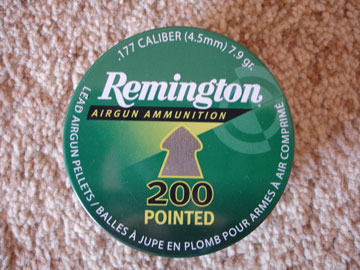 .177 CALIBER (4.5mm) 7.9 gr.
Remington
AIRGUN AMMUNITION
200
POINTED
LEAD AIRGUN PELLETS / BALLES À JUPE EN PLOMB POUR ARMES À AIR COMPRIMÉ